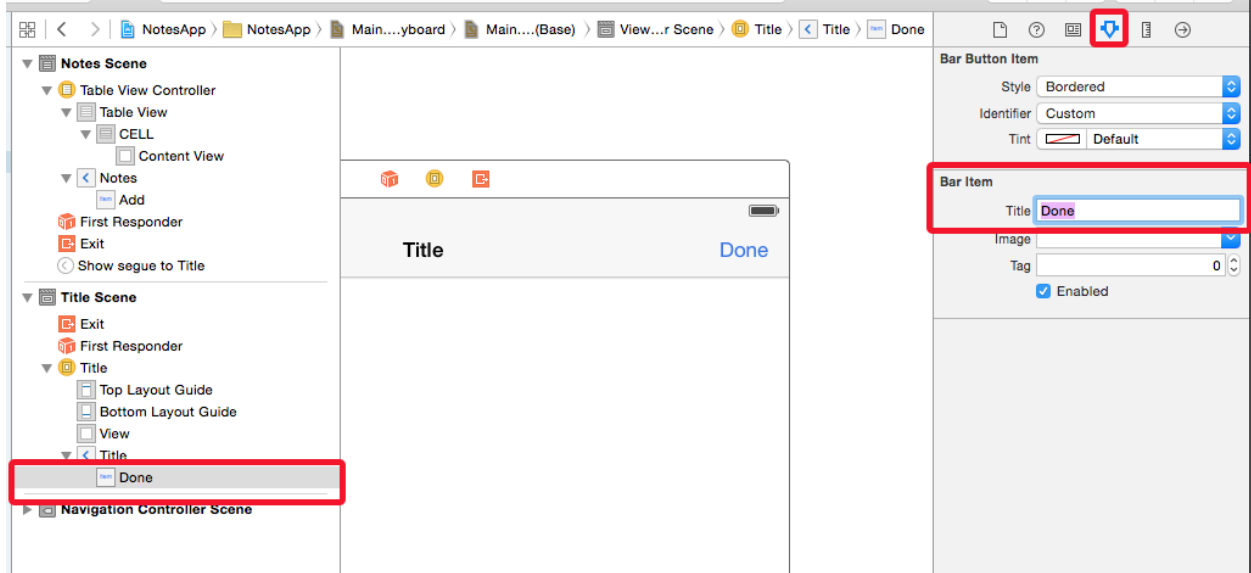 NotesApp
NotesApp
Main....yboard
Main....(Base)
View...r Scene
Title
Title
Done
Notes Scene
Table View Controller
Table View
CELL
Content View
Notes
Item
Add
First Responder
Exit
Show segue to Title
Title Scene
Exit
First Responder
Title
Top Layout Guide
Bottom Layout Guide
View
Title
Item
Done
Navigation Controller Scene
Title
Done
Bar Button Item
Style
Bordered
Identifier
Custom
Tint
Default
Bar Item
Title
Done
Image
Tag
0
Enabled